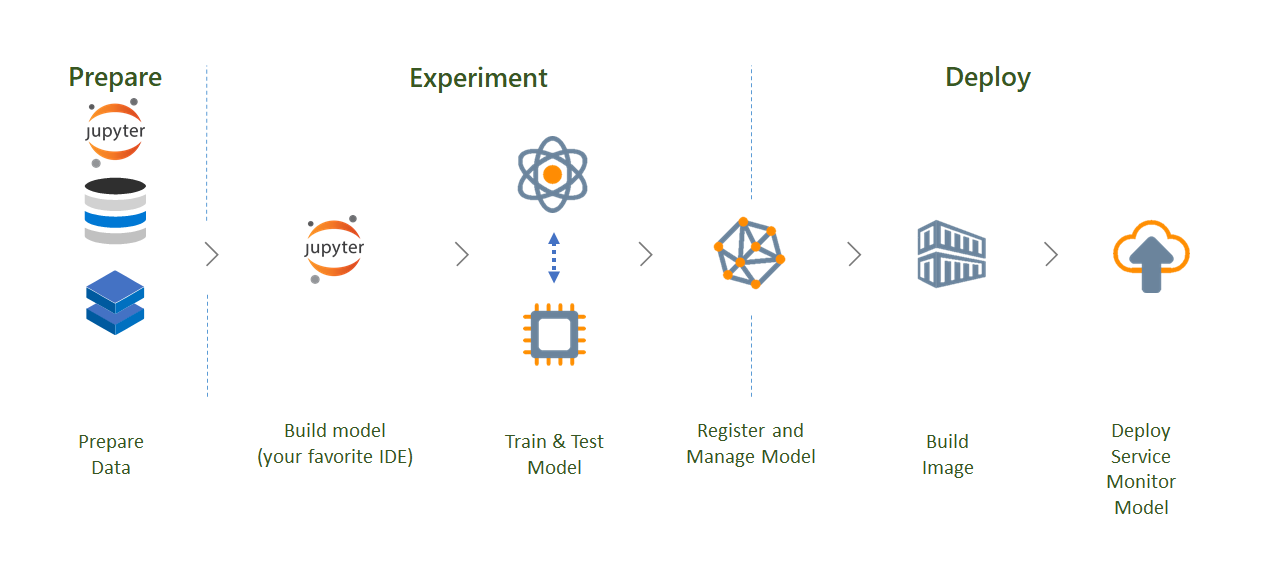 Prepare
Experiment
Deploy
jupyter
jupyter
Prepare
Data
Build model
(your favorite IDE)
Train & Test
Model
Register and
Manage Model
Build
Image
Deploy
Service
Monitor
Model